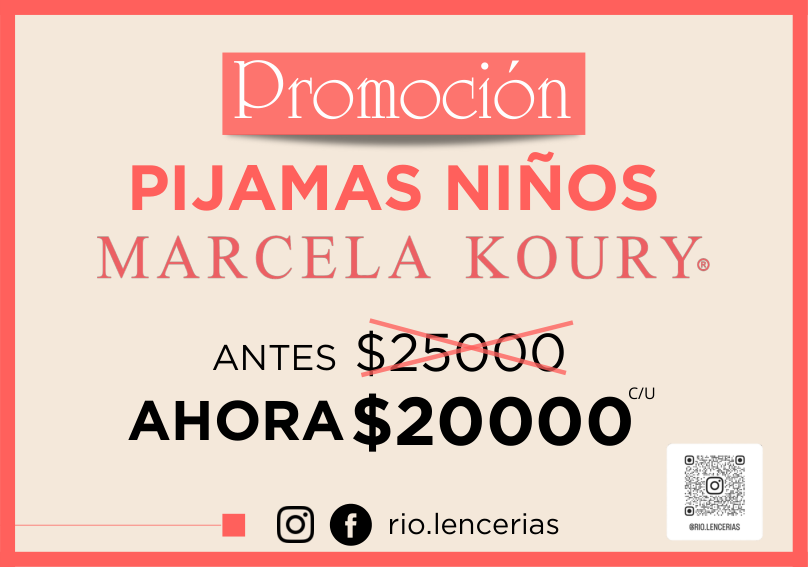 Promoción
PIJAMAS NIÑOS
MARCELA KOURY®
ANTES $25000
AHORA $20000 C/U
rio.lencerias
@RIO.LENCERIAS